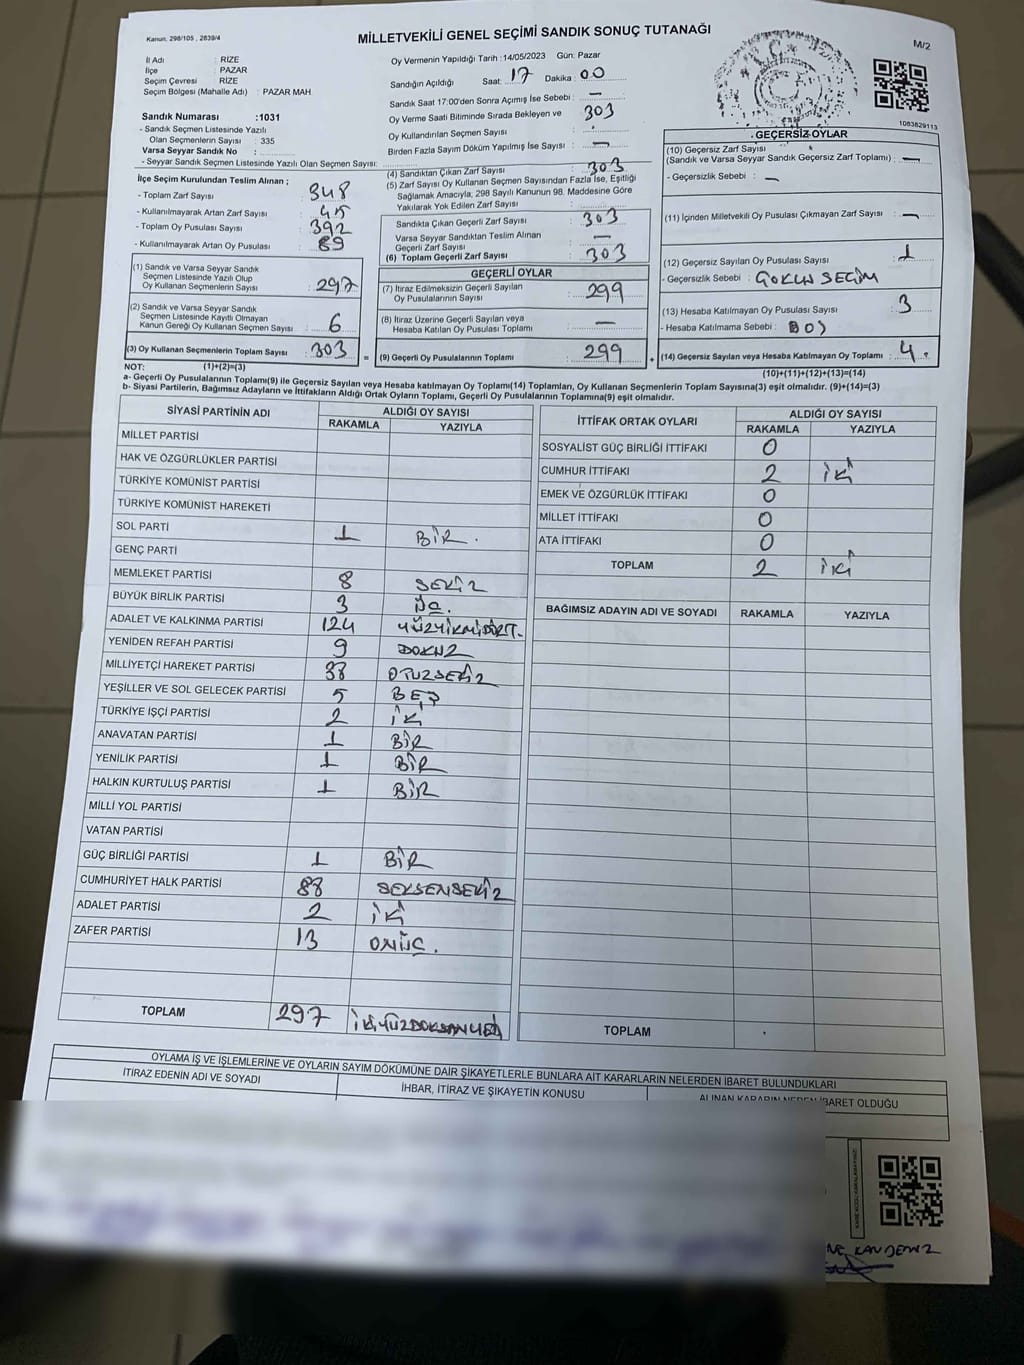 Kanun, 298/105 , 2839/4
MİLLETVEKİLİ GENEL SEÇİMİ SANDIK SONUÇ TUTANAĞI
M/2
İl Adı : RİZE
İlçe : PAZAR
Seçim Çevresi : RİZE
Seçim Bölgesi (Mahalle Adı) : PAZAR MAH
Sandık Numarası :1031
- Sandık Seçmen Listesinde Yazılı
Olan Seçmenlerin Sayısı : 335
Varsa Seyyar Sandık No :
- Seyyar Sandık Seçmen Listesinde Yazılı Olan Seçmen Sayısı:
Oy Vermenin Yapıldığı Tarih :14/05/2023 Gün: Pazar
Sandığın Açıldığı Saat: 17 Dakika : 00
Sandık Saat 17:00'den Sonra Açımış İse Sebebi : —
Oy Verme Saati Bitiminde Sırada Bekleyen ve
Oy Kullandırılan Seçmen Sayısı : 303
Birden Fazla Sayım Döküm Yapılmış İse Sayısı : —
1083829113
İlçe Seçim Kurulundan Teslim Alınan ;
- Toplam Zarf Sayısı : 348
- Kullanılmayarak Artan Zarf Sayısı : 45
- Toplam Oy Pusulası Sayısı : 392
- Kullanılmayarak Artan Oy Pusulası : 89
(1) Sandık ve Varsa Seyyar Sandık
Seçmen Listesinde Yazılı Olup
Oy Kullanan Seçmenlerin Sayısı : 297
(2) Sandık ve Varsa Seyyar Sandık
Seçmen Listesinde Kayıtlı Olmayan
Kanun Gereği Oy Kullanan Seçmen Sayısı : 6
(3) Oy Kullanan Seçmenlerin Toplam Sayısı : 303
(4) Sandıktan Çıkan Zarf Sayısı : 303
(5) Zarf Sayısı Oy Kullanan Seçmen Sayısından Fazla İse, Eşitliği
Sağlamak Amacıyla; 298 Sayılı Kanunun 98. Maddesine Göre
Yakılarak Yok Edilen Zarf Sayısı :
Sandıkta Çıkan Geçerli Zarf Sayısı : 303
Varsa Seyyar Sandıktan Teslim Alınan
Geçerli Zarf Sayısı : —
(6) Toplam Geçerli Zarf Sayısı : 303
GEÇERLİ OYLAR
(7) İtiraz Edilmeksizin Geçerli Sayılan
Oy Pusulalarının Sayısı : 299
(8) İtiraz Üzerine Geçerli Sayılan veya
Hesaba Katılan Oy Pusulası Toplamı : —
= (9) Geçerli Oy Pusulalarının Toplamı : 299
GEÇERSİZ OYLAR
(10) Geçersiz Zarf Sayısı
(Sandık ve Varsa Seyyar Sandık Geçersiz Zarf Toplamı) : —
- Geçersizlik Sebebi : —
(11) İçinden Milletvekili Oy Pusulası Çıkmayan Zarf Sayısı : —
(12) Geçersiz Sayılan Oy Pusulası Sayısı : 1
- Geçersizlik Sebebi : ÇOKLU SEÇİM
(13) Hesaba Katılmayan Oy Pusulası Sayısı : 3
- Hesaba Katılmama Sebebi : BOŞ
+ (14) Geçersiz Sayılan veya Hesaba Katılmayan Oy Toplamı : 4
NOT: (1)+(2)=(3)
(10)+(11)+(12)+(13)=(14)
a- Geçerli Oy Pusulalarının Toplamı(9) ile Geçersiz Sayılan veya Hesaba katılmayan Oy Toplamı(14) Toplamları, Oy Kullanan Seçmenlerin Toplam Sayısına(3) eşit olmalıdır. (9)+(14)=(3)
b- Siyasi Partilerin, Bağımsız Adayların ve İttifakların Aldığı Ortak Oyların Toplamı, Geçerli Oy Pusulalarının Toplamına(9) eşit olmalıdır.
SİYASİ PARTİNİN ADI ALDIĞI OY SAYISI
RAKAMLA YAZIYLA
MİLLET PARTİSİ
HAK VE ÖZGÜRLÜKLER PARTİSİ
TÜRKİYE KOMÜNİST PARTİSİ
TÜRKİYE KOMÜNİST HAREKETİ
SOL PARTİ 1 BİR.
GENÇ PARTİ
MEMLEKET PARTİSİ 8 SEKİZ
BÜYÜK BİRLİK PARTİSİ 3 ÜÇ.
ADALET VE KALKINMA PARTİSİ 124 YÜZYİRMİDÖRT.
YENİDEN REFAH PARTİSİ 9 DOKUZ
MİLLİYETÇİ HAREKET PARTİSİ 38 OTUZSEKİZ
YEŞİLLER VE SOL GELECEK PARTİSİ 5 BEŞ
TÜRKİYE İŞÇİ PARTİSİ 2 İKİ
ANAVATAN PARTİSİ 1 BİR
YENİLİK PARTİSİ 1 BİR
HALKIN KURTULUŞ PARTİSİ 1 BİR
MİLLİ YOL PARTİSİ
VATAN PARTİSİ
GÜÇ BİRLİĞİ PARTİSİ 1 BİR
CUMHURİYET HALK PARTİSİ 88 SEKSENSEKİZ
ADALET PARTİSİ 2 İKİ
ZAFER PARTİSİ 13 ONÜÇ.
TOPLAM 297 İKİYÜZDOKSANYEDİ
İTTİFAK ORTAK OYLARI ALDIĞI OY SAYISI
RAKAMLA YAZIYLA
SOSYALİST GÜÇ BİRLİĞİ İTTİFAKI 0
CUMHUR İTTİFAKI 2 İKİ
EMEK VE ÖZGÜRLÜK İTTİFAKI 0
MİLLET İTTİFAKI 0
ATA İTTİFAKI 0
TOPLAM 2 İKİ
BAĞIMSIZ ADAYIN ADI VE SOYADI RAKAMLA YAZIYLA
TOPLAM
OYLAMA İŞ VE İŞLEMLERİNE VE OYLARIN SAYIM DÖKÜMÜNE DAİR ŞİKAYETLERLE BUNLARA AİT KARARLARIN NELERDEN İBARET BULUNDUKLARI
İTİRAZ EDENİN ADI VE SOYADI İHBAR, İTİRAZ VE ŞİKAYETİN KONUSU ALINAN KARARIN NEDEN İBARET OLDUĞU